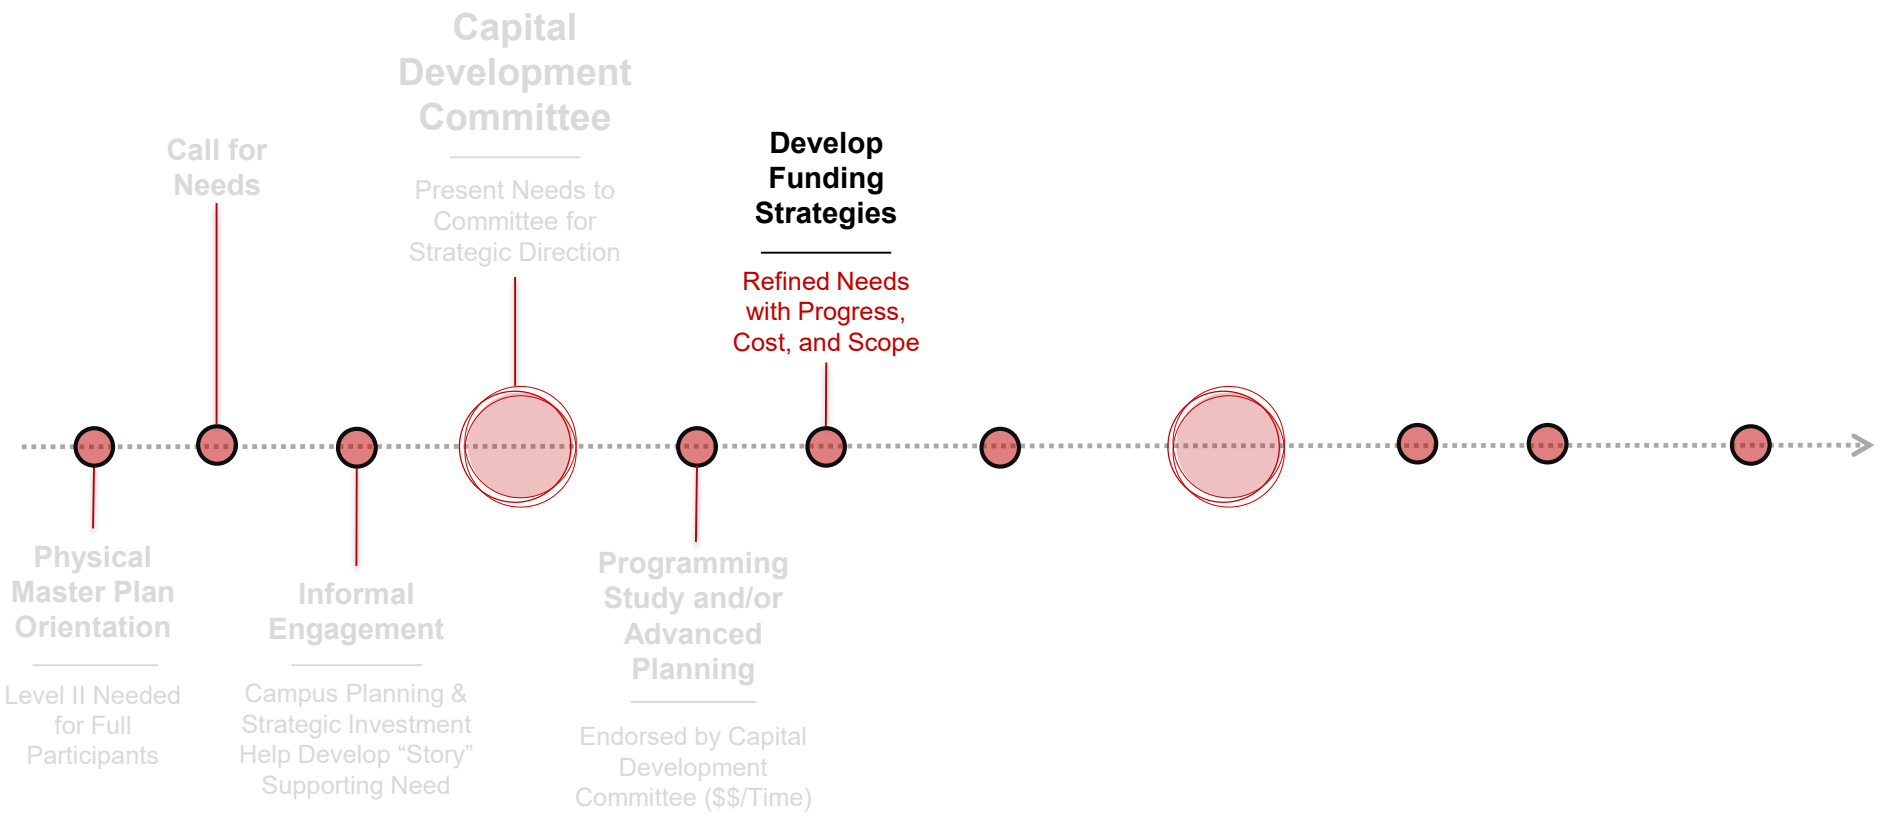 Capital
Development
Committee
Present Needs to
Committee for
Strategic Direction
Call for
Needs
Develop
Funding
Strategies
Refined Needs
with Progress,
Cost, and Scope
Physical
Master Plan
Orientation
Level II Needed
for Full
Participants
Informal
Engagement
Campus Planning &
Strategic Investment
Help Develop “Story”
Supporting Need
Programming
Study and/or
Advanced
Planning
Endorsed by Capital
Development
Committee ($$/Time)